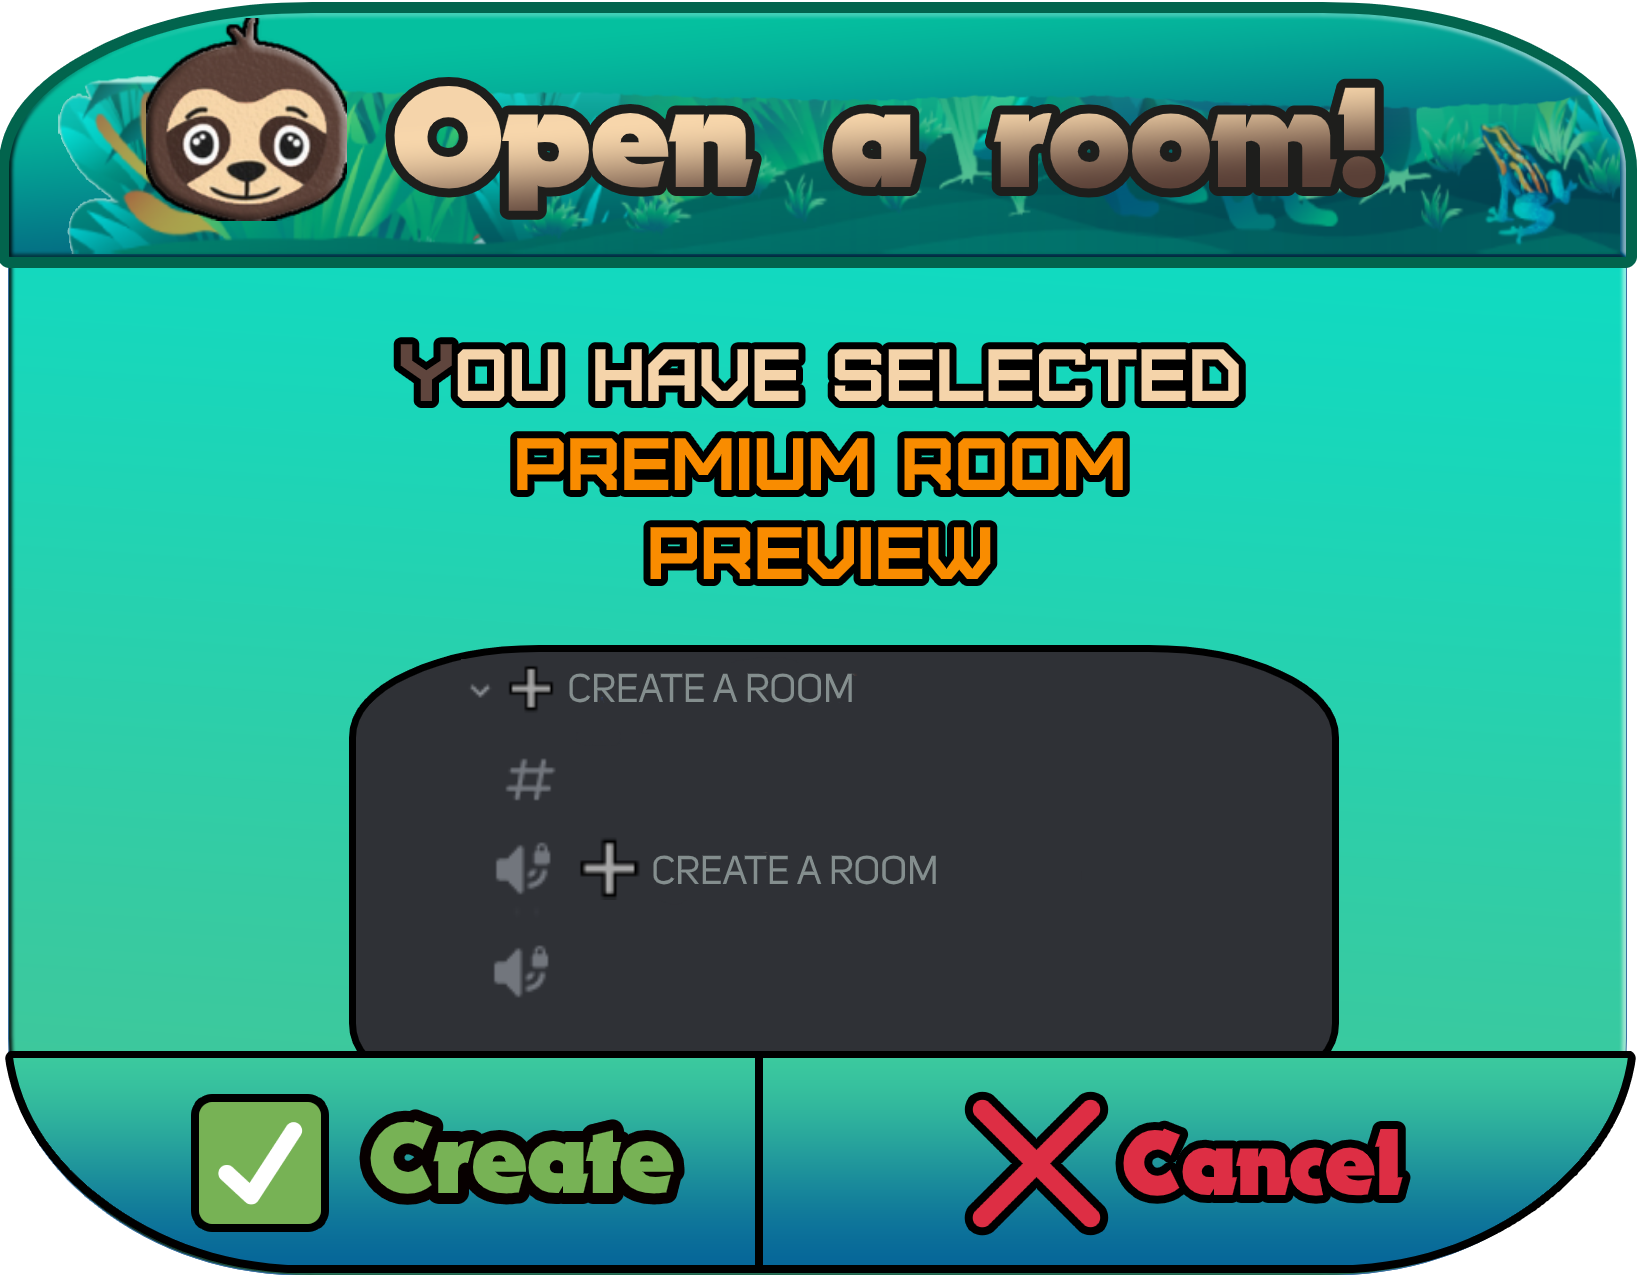 Open a room!
YOU HAVE SELECTED
PREMIUM ROOM
PREVIEW
CREATE A ROOM
#
CREATE A ROOM
Create
Cancel